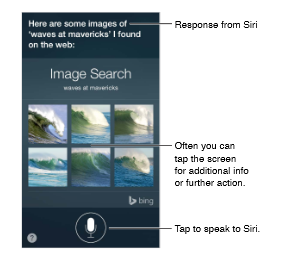 Here are some images of
‘waves at mavericks’ I found
on the web:
Response from Siri
Image Search
waves at mavericks
Often you can
tap the screen
for additional info
or further action.
bing
?
Tap to speak to Siri.